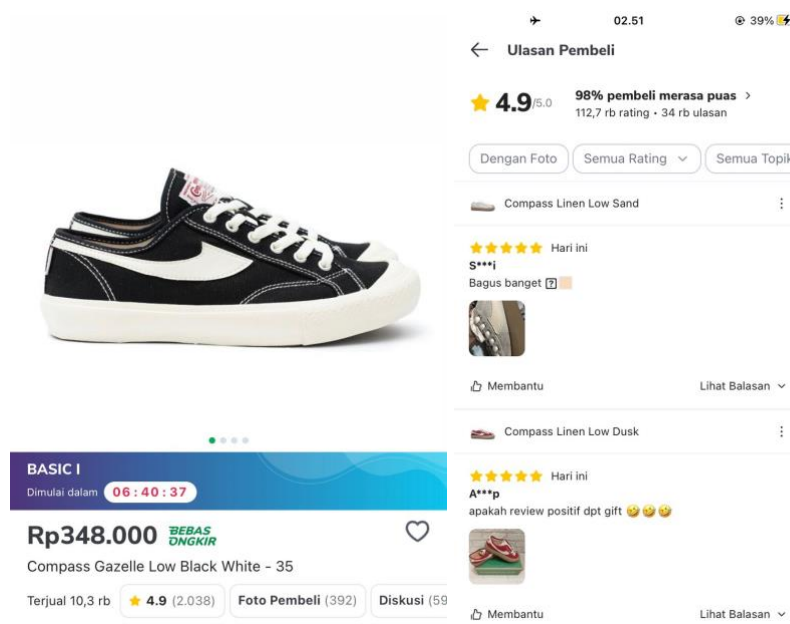 BASIC I
Dimulai dalam 06 : 40 : 37
Rp348.000 BEBAS ONGKIR
Compass Gazelle Low Black White - 35
Terjual 10,3 rb 4.9 (2.038) Foto Pembeli (392) Diskusi (59
02.51 39%
Ulasan Pembeli
4.9/5.0
98% pembeli merasa puas
112,7 rb rating • 34 rb ulasan
Dengan Foto Semua Rating Semua Topik
Compass Linen Low Sand
Hari ini
S***i
Bagus banget
Membantu Lihat Balasan
Compass Linen Low Dusk
Hari ini
A***p
apakah review positif dpt gift 🤣🤣🤣
Membantu Lihat Balasan